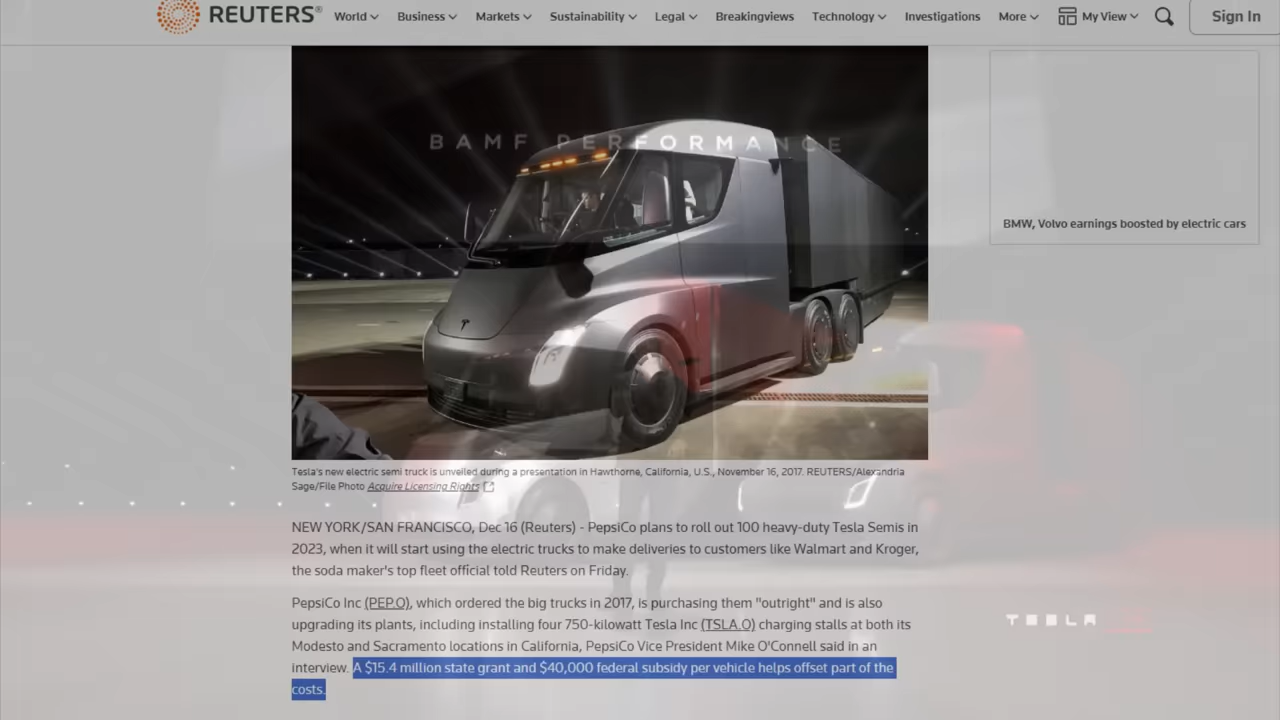 REUTERS®
World
Business
Markets
Sustainability
Legal
Breakingviews
Technology
Investigations
More
My View
Sign In
BAMF PERFORMANCE
BMW, Volvo earnings boosted by electric cars
Tesla's new electric semi truck is unveiled during a presentation in Hawthorne, California, U.S., November 16, 2017. REUTERS/Alexandria
Sage/File Photo Acquire Licensing Rights
NEW YORK/SAN FRANCISCO, Dec 16 (Reuters) - PepsiCo plans to roll out 100 heavy-duty Tesla Semis in
2023, when it will start using the electric trucks to make deliveries to customers like Walmart and Kroger,
the soda maker's top fleet official told Reuters on Friday.
PepsiCo Inc (PEP.O), which ordered the big trucks in 2017, is purchasing them "outright" and is also
upgrading its plants, including installing four 750-kilowatt Tesla Inc (TSLA.O) charging stalls at both its
Modesto and Sacramento locations in California, PepsiCo Vice President Mike O'Connell said in an
interview. A $15.4 million state grant and $40,000 federal subsidy per vehicle helps offset part of the
costs.
TESLA